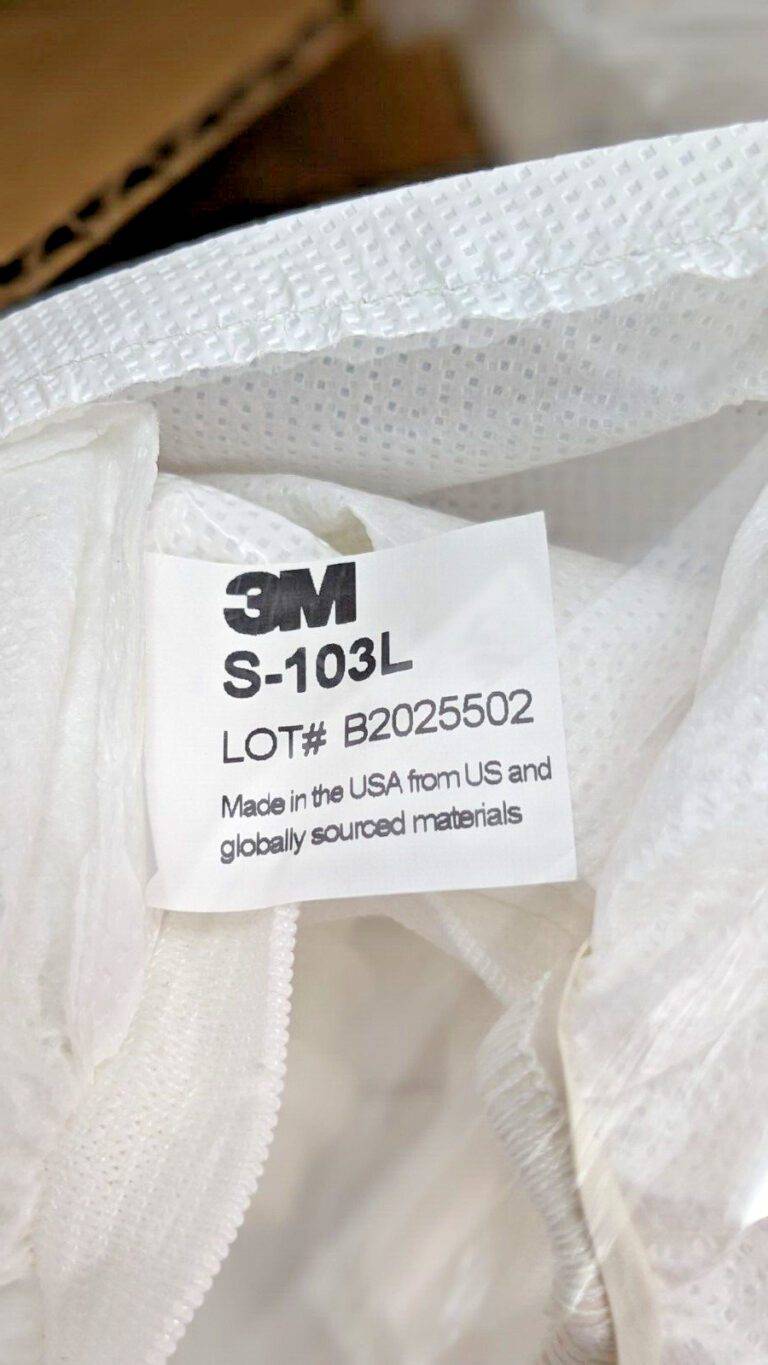 3M
S-103L
LOT# B2025502
Made in the USA from US and
globally sourced materials